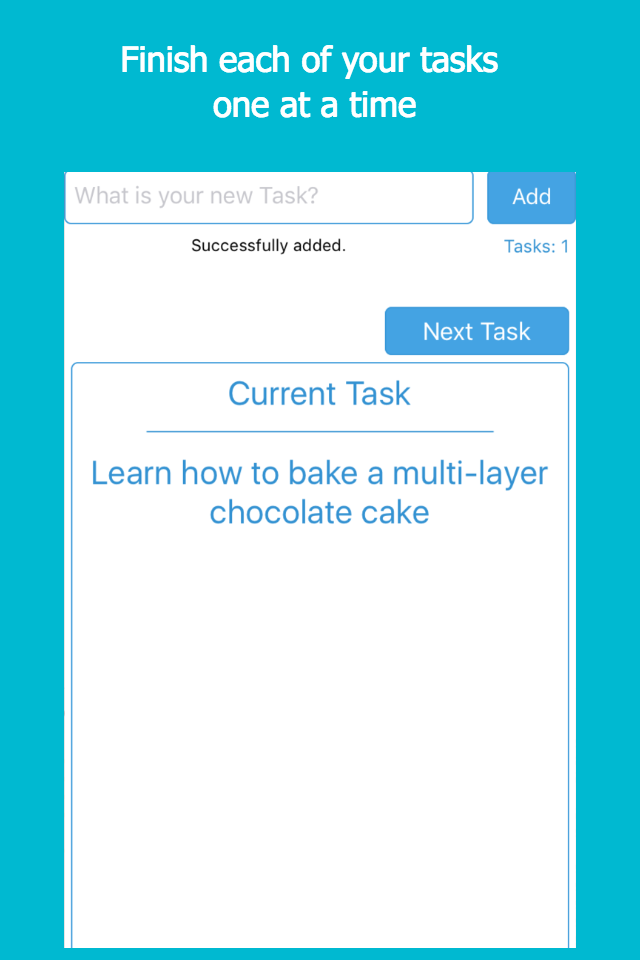 Finish each of your tasks
one at a time
What is your new Task?
Add
Successfully added.
Tasks: 1
Next Task
Current Task
Learn how to bake a multi-layer
chocolate cake